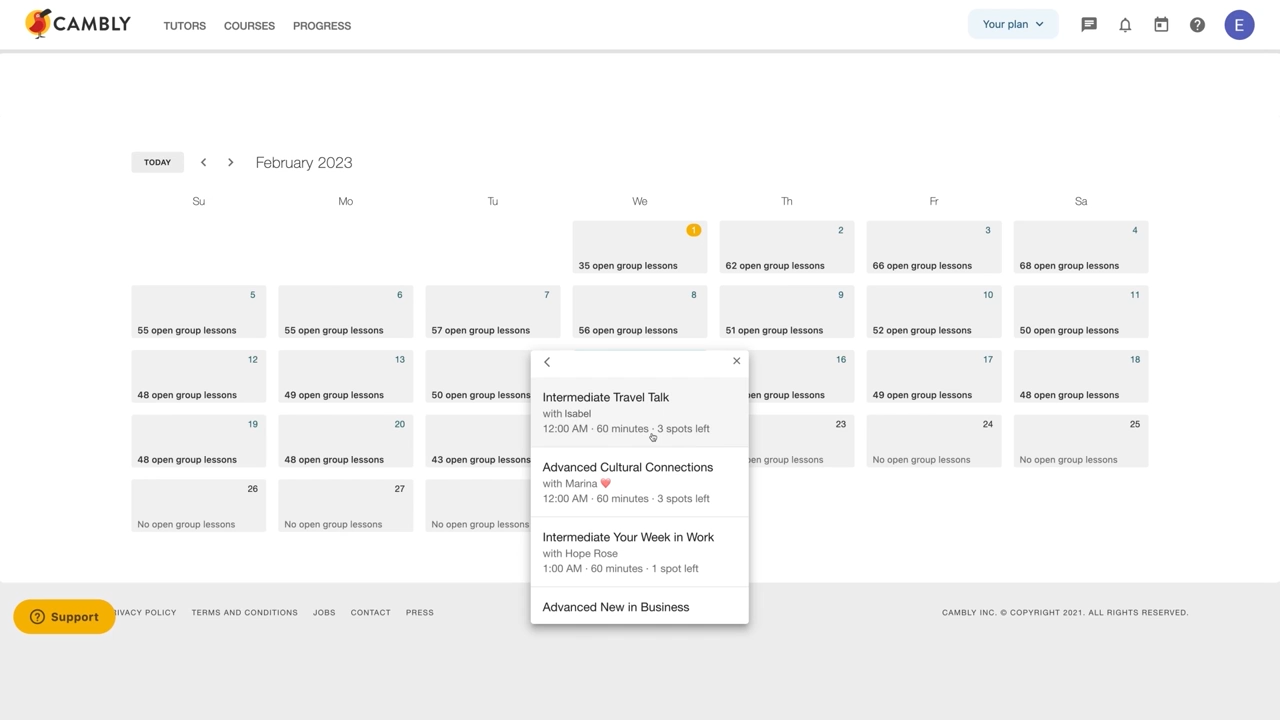 CAMBLY
TUTORS COURSES PROGRESS
Your plan
E
TODAY
February 2023
Su Mo Tu We Th Fr Sa
1 2 3 4
35 open group lessons 62 open group lessons 66 open group lessons 68 open group lessons
5 6 7 8 9 10 11
55 open group lessons 55 open group lessons 57 open group lessons 56 open group lessons 51 open group lessons 52 open group lessons 50 open group lessons
12 13 16 17 18
48 open group lessons 49 open group lessons 50 open group lessons open group lessons 49 open group lessons 48 open group lessons
19 20 23 24 25
48 open group lessons 48 open group lessons 43 open group lessons open group lessons No open group lessons No open group lessons
26 27
No open group lessons No open group lessons No open group lessons
Intermediate Travel Talk
with Isabel
12:00 AM · 60 minutes · 3 spots left
Advanced Cultural Connections
with Marina ❤️
12:00 AM · 60 minutes · 3 spots left
Intermediate Your Week in Work
with Hope Rose
1:00 AM · 60 minutes · 1 spot left
Advanced New in Business
Support
IVACY POLICY TERMS AND CONDITIONS JOBS CONTACT PRESS
CAMBLY INC. © COPYRIGHT 2021. ALL RIGHTS RESERVED.